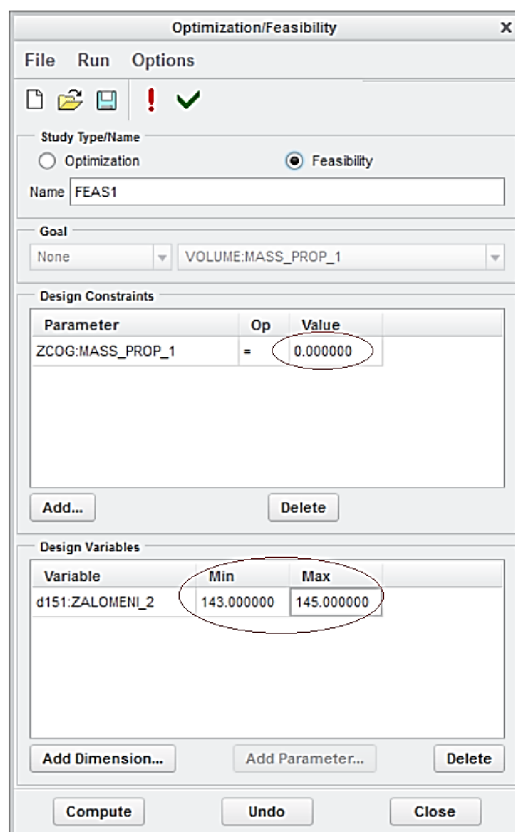 Optimization/Feasibility X
File Run Options
Study Type/Name
Optimization Feasibility
Name FEAS1
Goal
None VOLUME:MASS_PROP_1
Design Constraints
Parameter Op Value
ZCOG:MASS_PROP_1 = 0.000000
Add... Delete
Design Variables
Variable Min Max
d151:ZALOMENI_2 143.000000 145.000000
Add Dimension... Add Parameter... Delete
Compute Undo Close